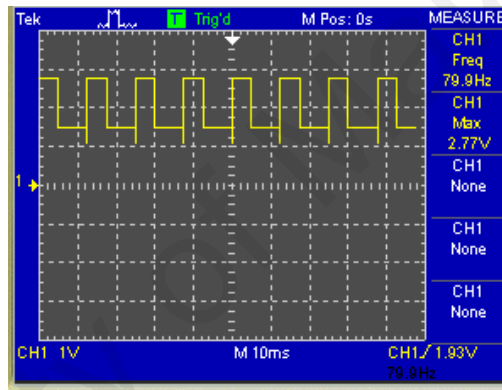 Tek T Trig'd M Pos: 0s MEASURE
CH1
Freq
79.9Hz
CH1
Max
2.77V
CH1
None
CH1
None
CH1
None
1
CH1 1V M 10ms CH1 1.93V
79.9Hz